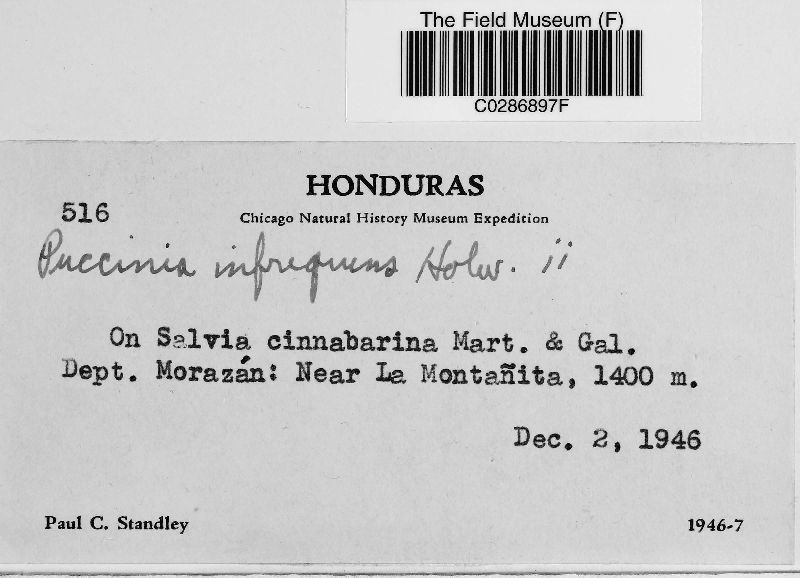 The Field Museum (F)
C0286897F
HONDURAS
516
Chicago Natural History Museum Expedition
Puccinia infrequens Holw. ii
On Salvia cinnabarina Mart. & Gal.
Dept. Morazán: Near La Montañita, 1400 m.
Dec. 2, 1946
Paul C. Standley 1946-7